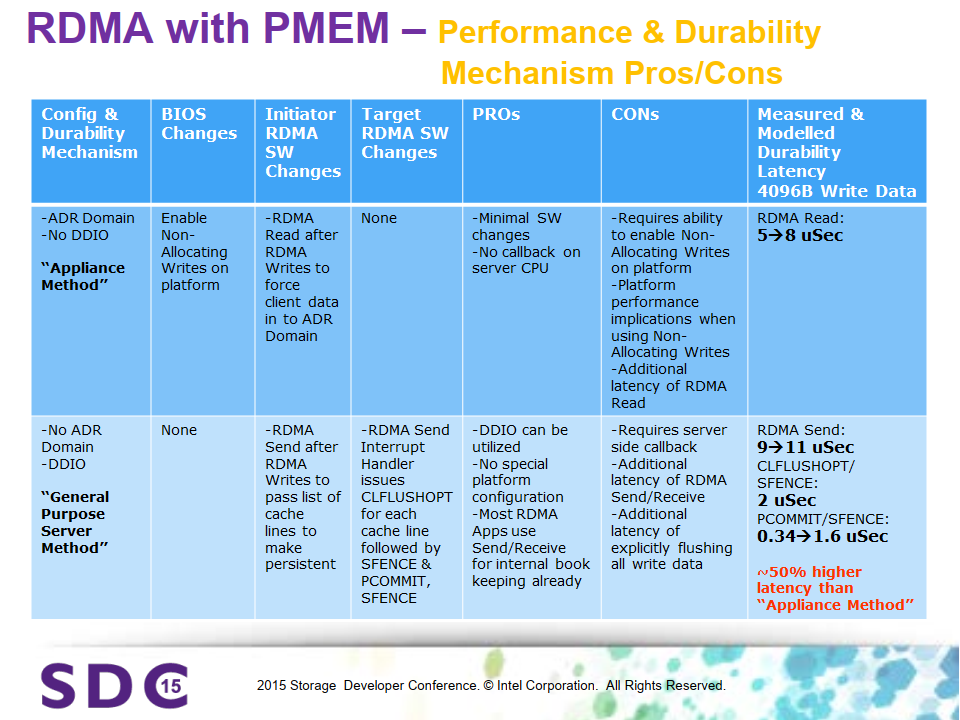 RDMA with PMEM – Performance & Durability
Mechanism Pros/Cons
Config &
Durability
Mechanism
BIOS
Changes
Initiator
RDMA
SW
Changes
Target
RDMA SW
Changes
PROs
CONs
Measured &
Modelled
Durability
Latency
4096B Write Data
-ADR Domain
-No DDIO
“Appliance
Method”
Enable
Non-
Allocating
Writes on
platform
-RDMA
Read after
RDMA
Writes to
force
client data
in to ADR
Domain
None
-Minimal SW
changes
-No callback on
server CPU
-Requires ability
to enable Non-
Allocating Writes
on platform
-Platform
performance
implications when
using Non-
Allocating Writes
-Additional
latency of RDMA
Read
RDMA Read:
5→8 uSec
-No ADR
Domain
-DDIO
“General
Purpose
Server
Method”
None
-RDMA
Send after
RDMA
Writes to
pass list of
cache
lines to
make
persistent
-RDMA Send
Interrupt
Handler
issues
CLFLUSHOPT
for each
cache line
followed by
SFENCE &
PCOMMIT,
SFENCE
-DDIO can be
utilized
-No special
platform
configuration
-Most RDMA
Apps use
Send/Receive
for internal book
keeping already
-Requires server
side callback
-Additional
latency of RDMA
Send/Receive
-Additional
latency of
explicitly flushing
all write data
RDMA Send:
9→11 uSec
CLFLUSHOPT/
SFENCE:
2 uSec
PCOMMIT/SFENCE:
0.34→1.6 uSec
~50% higher
latency than
“Appliance Method”
SDC 15
2015 Storage Developer Conference. © Intel Corporation. All Rights Reserved.